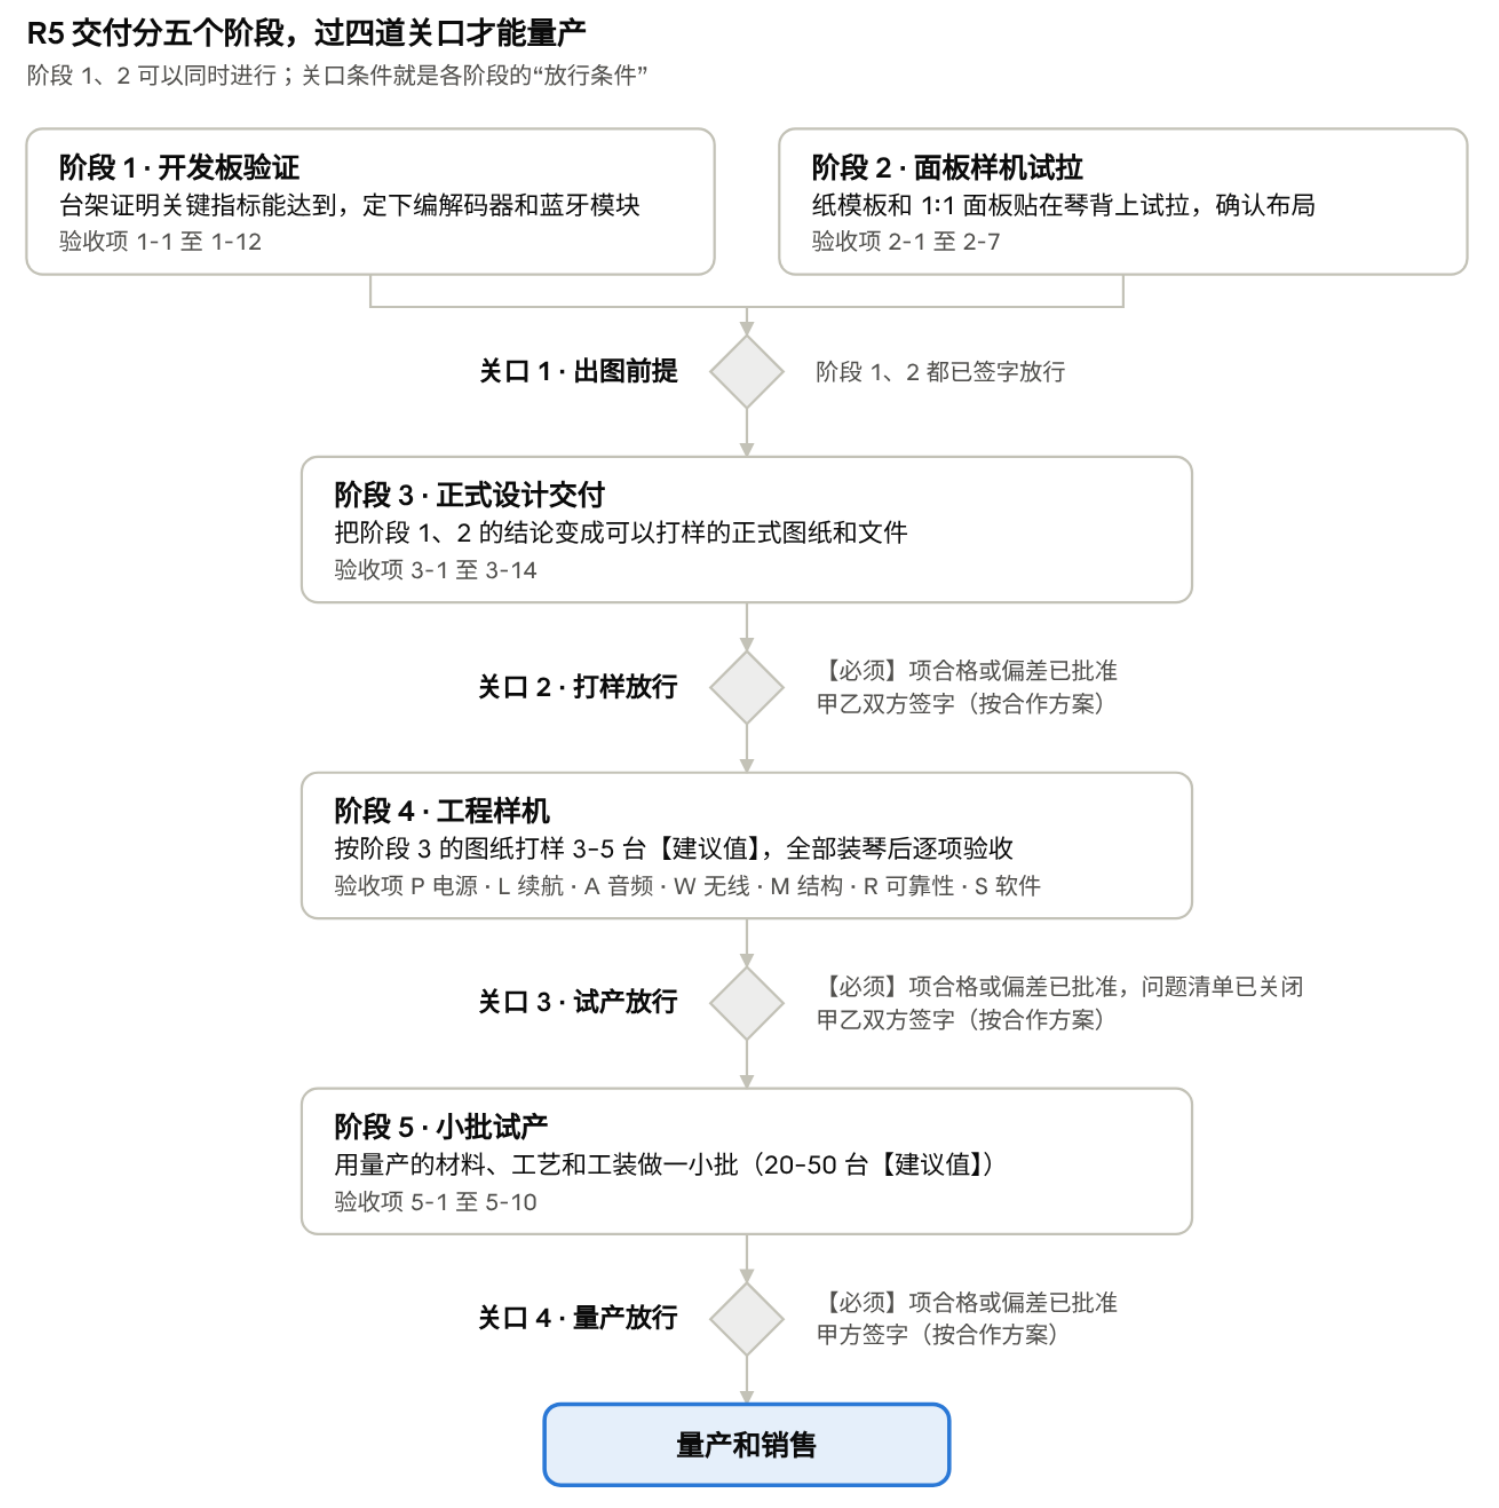 R5 交付分五个阶段，过四道关口才能量产
阶段 1、2 可以同时进行；关口条件就是各阶段的“放行条件”
阶段 1 · 开发板验证
台架证明关键指标能达到，定下编解码器和蓝牙模块
验收项 1-1 至 1-12
阶段 2 · 面板样机试拉
纸模板和 1:1 面板贴在琴背上试拉，确认布局
验收项 2-1 至 2-7
关口 1 · 出图前提
阶段 1、2 都已签字放行
阶段 3 · 正式设计交付
把阶段 1、2 的结论变成可以打样的正式图纸和文件
验收项 3-1 至 3-14
关口 2 · 打样放行
【必须】项合格或偏差已批准
甲乙双方签字（按合作方案）
阶段 4 · 工程样机
按阶段 3 的图纸打样 3-5 台【建议值】，全部装琴后逐项验收
验收项 P 电源 · L 续航 · A 音频 · W 无线 · M 结构 · R 可靠性 · S 软件
关口 3 · 试产放行
【必须】项合格或偏差已批准，问题清单已关闭
甲乙双方签字（按合作方案）
阶段 5 · 小批试产
用量产的材料、工艺和工装做一小批（20-50 台【建议值】）
验收项 5-1 至 5-10
关口 4 · 量产放行
【必须】项合格或偏差已批准
甲方签字（按合作方案）
量产和销售